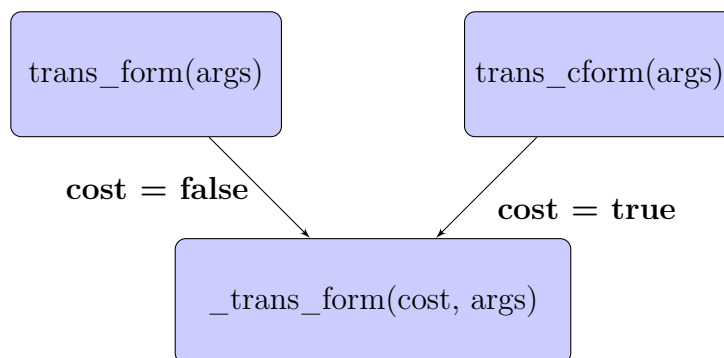 trans_form(args)
trans_cform(args)
cost = false
cost = true
_trans_form(cost, args)